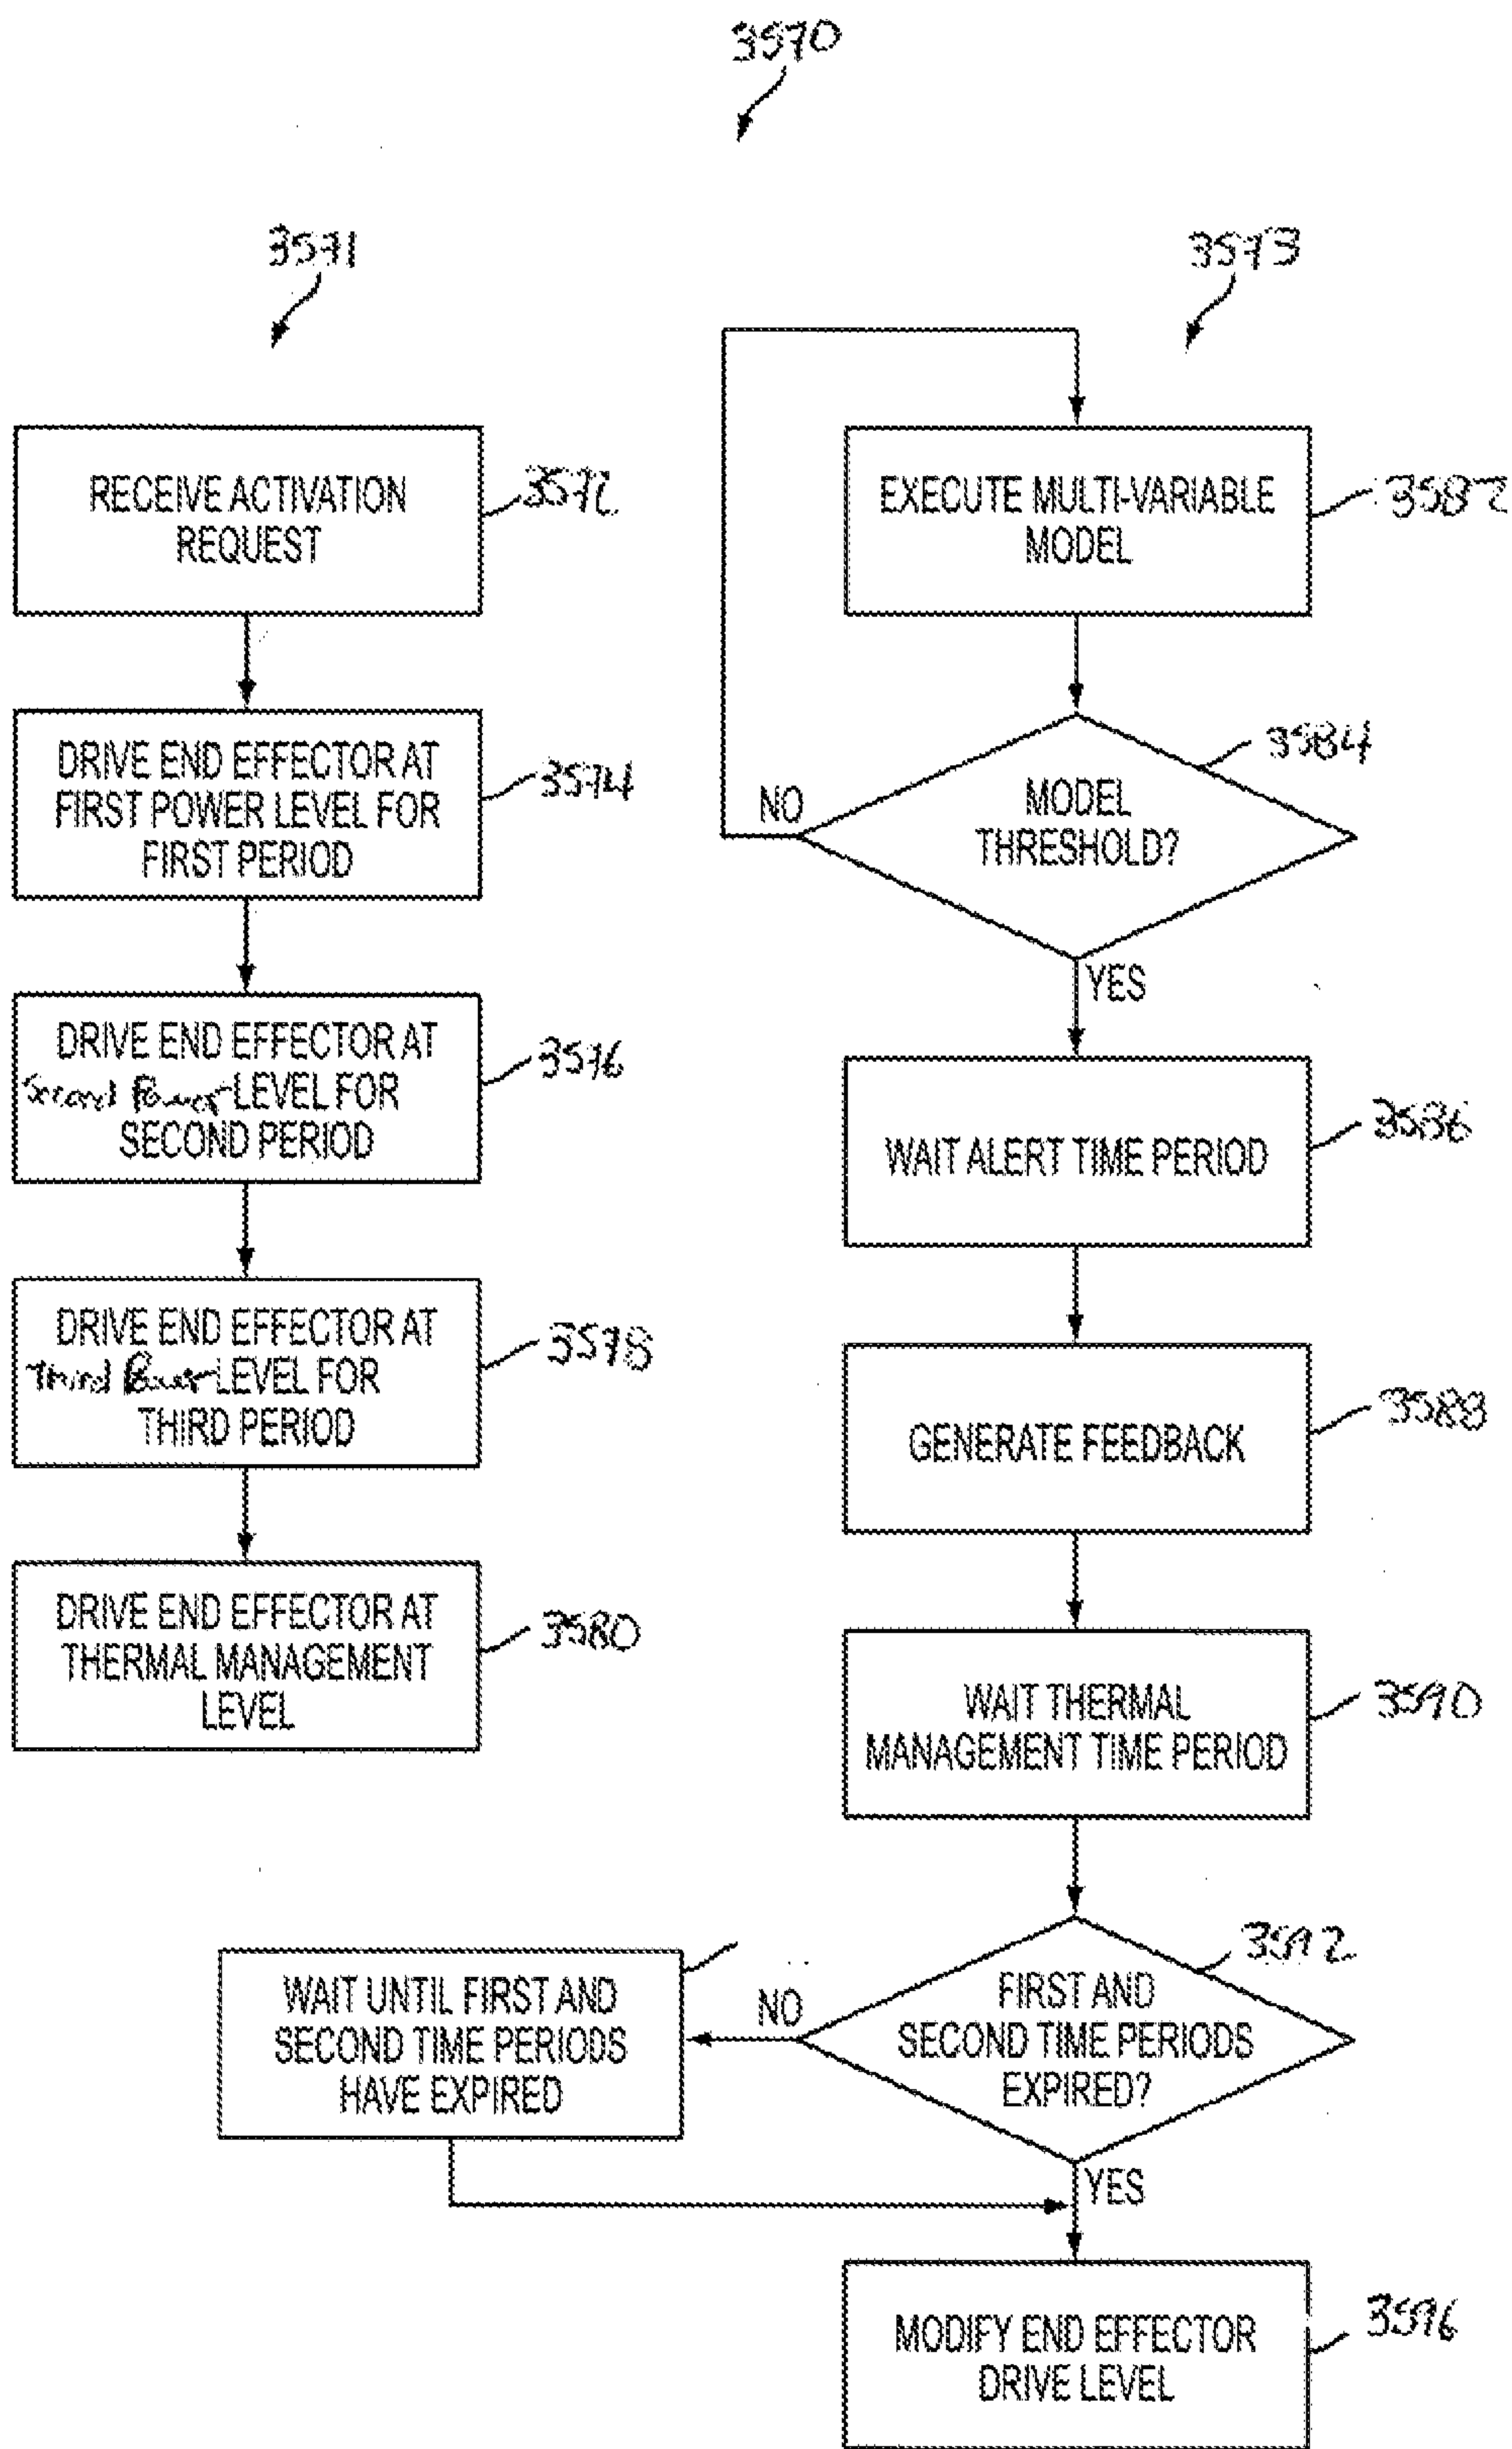 3570
3571
RECEIVE ACTIVATION
REQUEST
3572
DRIVE END EFFECTOR AT
FIRST POWER LEVEL FOR
FIRST PERIOD
3574
DRIVE END EFFECTOR AT
Second Power LEVEL FOR
SECOND PERIOD
3576
DRIVE END EFFECTOR AT
Third Power LEVEL FOR
THIRD PERIOD
3578
DRIVE END EFFECTOR AT
THERMAL MANAGEMENT
LEVEL
3580
3573
EXECUTE MULTI-VARIABLE
MODEL
3582
MODEL
THRESHOLD?
3584
NO
YES
WAIT ALERT TIME PERIOD
3586
GENERATE FEEDBACK
3588
WAIT THERMAL
MANAGEMENT TIME PERIOD
3590
FIRST AND
SECOND TIME PERIODS
EXPIRED?
3592
NO
WAIT UNTIL FIRST AND
SECOND TIME PERIODS
HAVE EXPIRED
YES
MODIFY END EFFECTOR
DRIVE LEVEL
3596